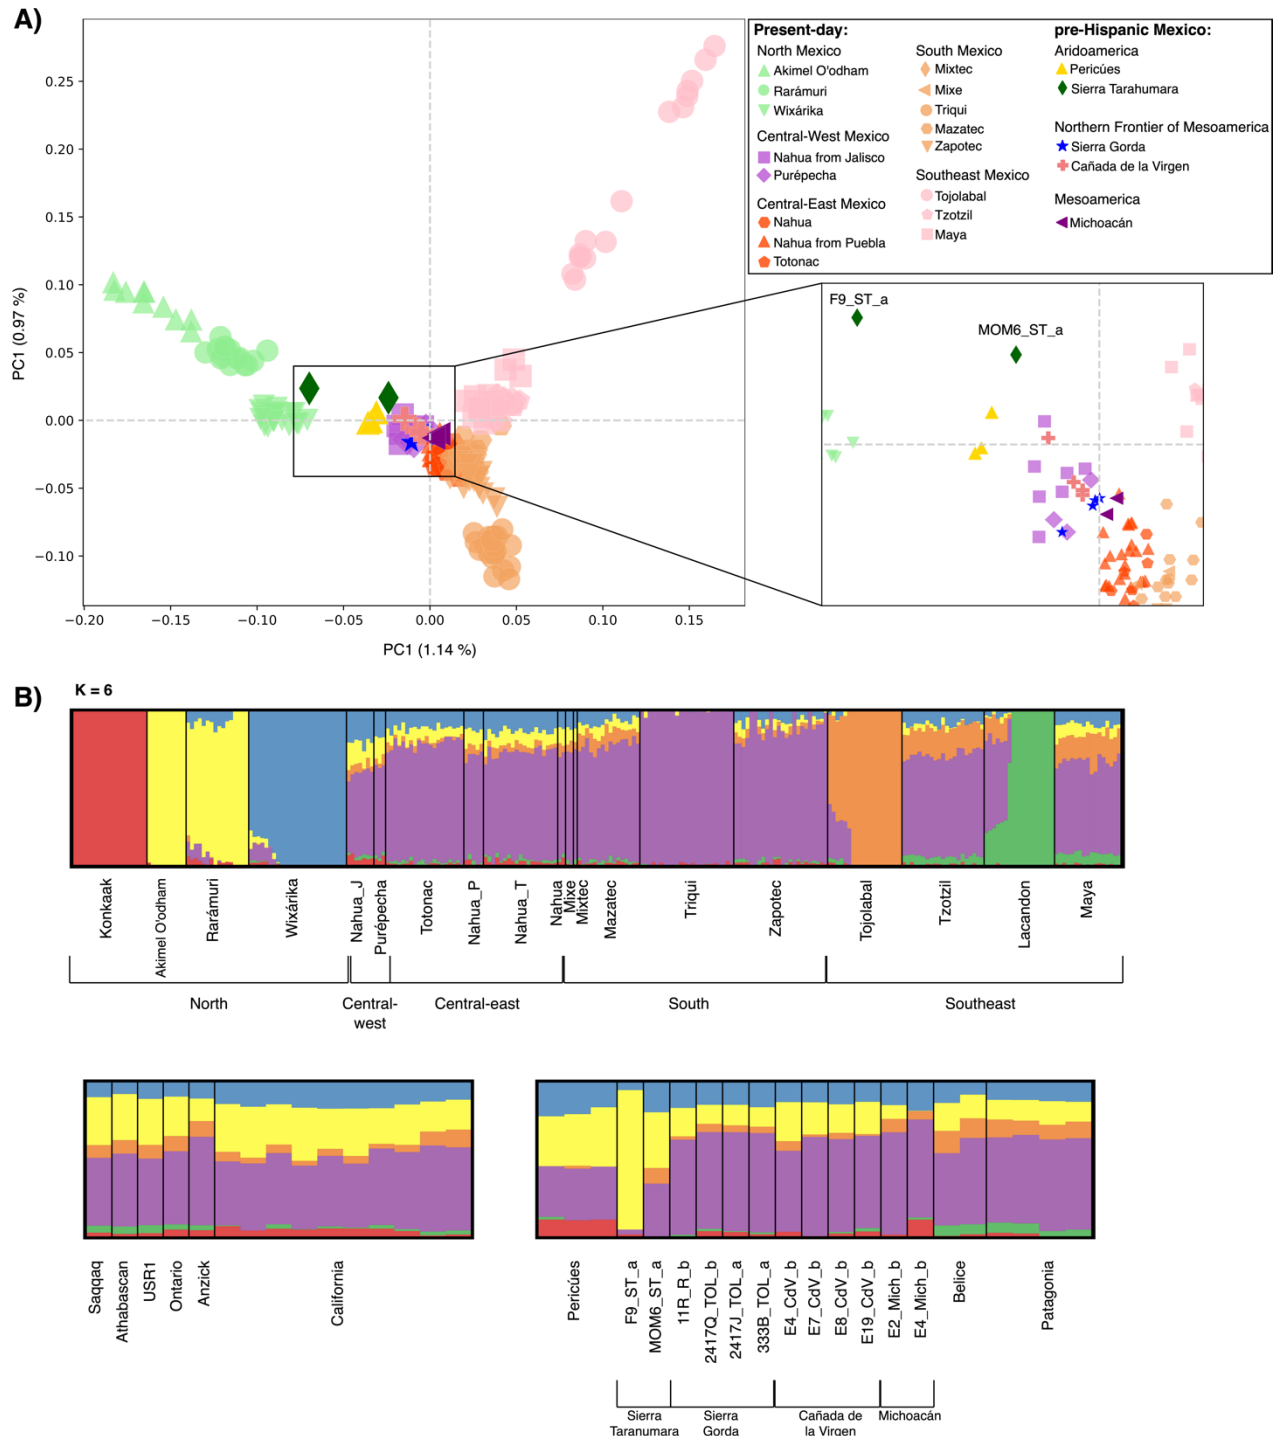 A)
PC1 (0.97 %)
0.25
0.20
0.15
0.10
0.05
0.00
−0.05
−0.10
−0.20
−0.15
−0.10
−0.05
0.00
0.05
0.10
0.15
PC1 (1.14 %)
Present-day:
North Mexico
Akimel O'odham
Rarámuri
Wixárika
Central-West Mexico
Nahua from Jalisco
Purépecha
Central-East Mexico
Nahua
Nahua from Puebla
Totonac
South Mexico
Mixtec
Mixe
Triqui
Mazatec
Zapotec
Southeast Mexico
Tojolabal
Tzotzil
Maya
pre-Hispanic Mexico:
Aridoamerica
Pericúes
Sierra Tarahumara
Northern Frontier of Mesoamerica
Sierra Gorda
Cañada de la Virgen
Mesoamerica
Michoacán
F9_ST_a
MOM6_ST_a
B)
K = 6
Konkaak
Akimel O'odham
Rarámuri
Wixárika
Nahua_J
Purépecha
Totonac
Nahua_P
Nahua_T
Nahua
Mixe
Mixtec
Mazatec
Triqui
Zapotec
Tojolabal
Tzotzil
Lacandon
Maya
North
Central-
west
Central-east
South
Southeast
Saqqaq
Athabascan
USR1
Ontario
Anzick
California
Pericúes
F9_ST_a
MOM6_ST_a
11R_R_b
2417Q_TOL_b
2417J_TOL_a
333B_TOL_a
E4_CdV_b
E7_CdV_b
E8_CdV_b
E19_CdV_b
E2_Mich_b
E4_Mich_b
Belice
Patagonia
Sierra
Taranumara
Sierra
Gorda
Cañada de
la Virgen
Michoacán